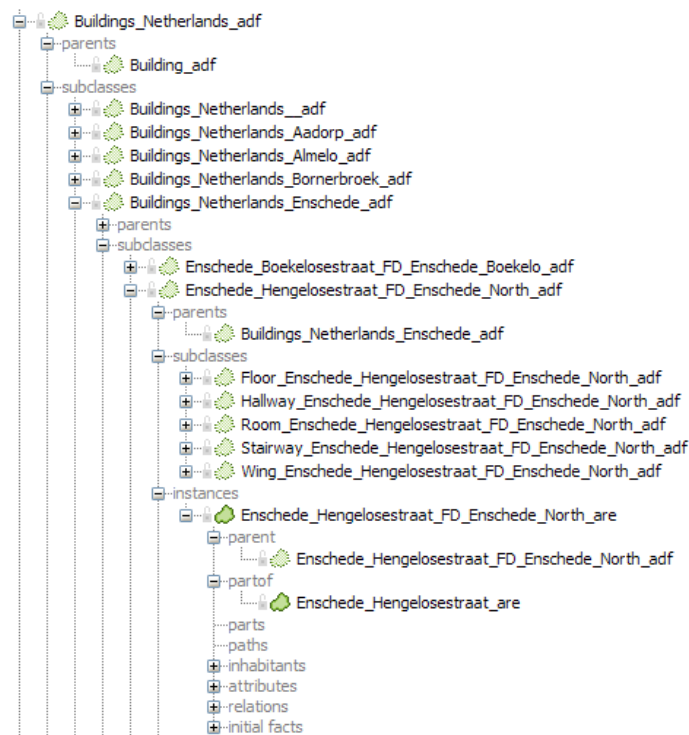 Buildings_Netherlands_adf
parents
Building_adf
subclasses
Buildings_Netherlands__adf
Buildings_Netherlands_Aadorp_adf
Buildings_Netherlands_Almelo_adf
Buildings_Netherlands_Bornerbroek_adf
Buildings_Netherlands_Enschede_adf
parents
subclasses
Enschede_Boekelosestraat_FD_Enschede_Boekelo_adf
Enschede_Hengelosestraat_FD_Enschede_North_adf
parents
Buildings_Netherlands_Enschede_adf
subclasses
Floor_Enschede_Hengelosestraat_FD_Enschede_North_adf
Hallway_Enschede_Hengelosestraat_FD_Enschede_North_adf
Room_Enschede_Hengelosestraat_FD_Enschede_North_adf
Stairway_Enschede_Hengelosestraat_FD_Enschede_North_adf
Wing_Enschede_Hengelosestraat_FD_Enschede_North_adf
instances
Enschede_Hengelosestraat_FD_Enschede_North_are
parent
Enschede_Hengelosestraat_FD_Enschede_North_adf
partof
Enschede_Hengelosestraat_are
parts
paths
inhabitants
attributes
relations
initial facts